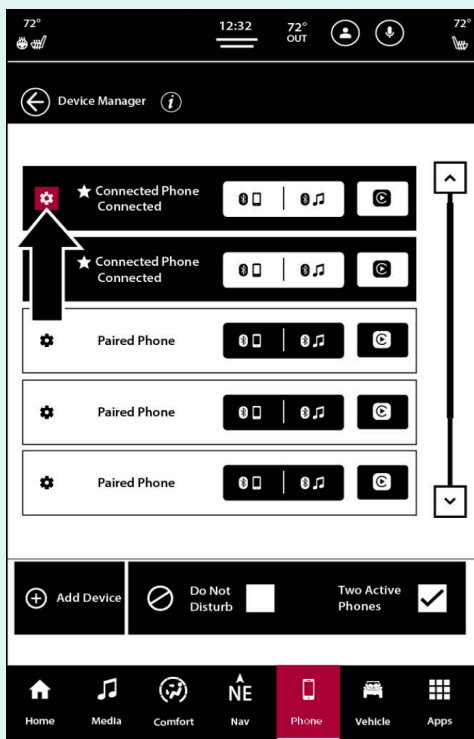 72°
12:32
72°
OUT
72°
Device Manager
i
Connected Phone
Connected
Connected Phone
Connected
Paired Phone
Paired Phone
Paired Phone
Add Device
Do Not
Disturb
Two Active
Phones
NE
Home
Media
Comfort
Nav
Phone
Vehicle
Apps